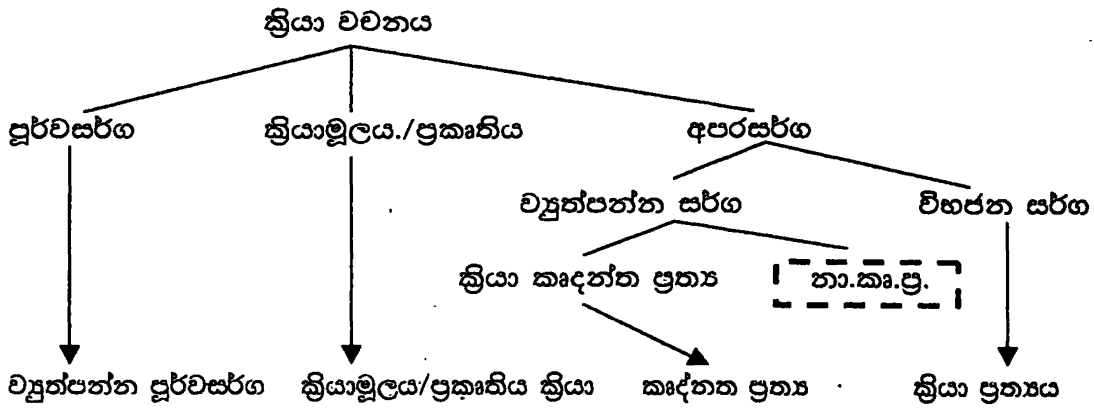 ක්‍රියා වචනය
පූර්වසර්ග ක්‍රියාමූලය./ප්‍රකෘතිය අපරසර්ග
ව්‍යුත්පන්න සර්ග විභජන සර්ග
ක්‍රියා කෘදන්ත ප්‍රත්‍ය නා.කෘ.ප්‍ර.
ව්‍යුත්පන්න පූර්වසර්ග ක්‍රියාමූලය/ප්‍රකෘතිය ක්‍රියා කෘද්නත ප්‍රත්‍ය ක්‍රියා ප්‍රත්‍යය